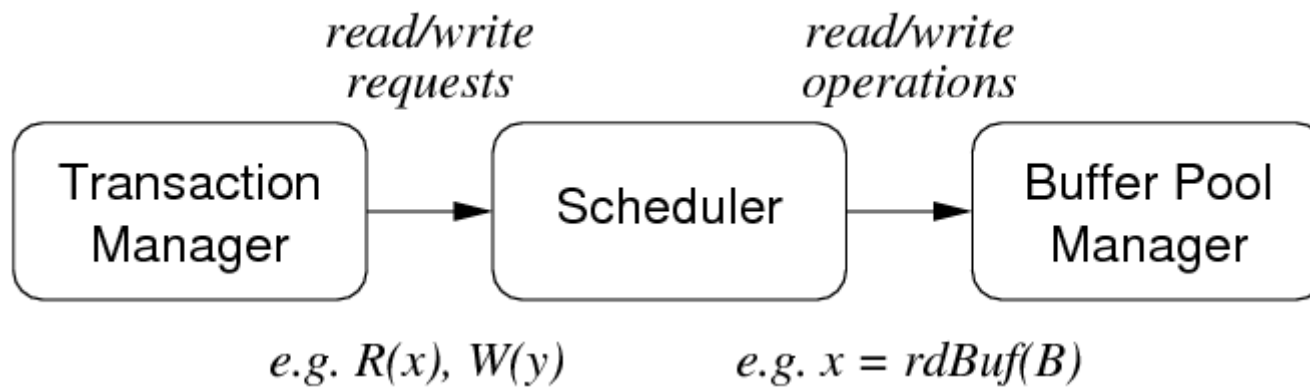 read/write
requests
read/write
operations
Transaction
Manager
Scheduler
Buffer Pool
Manager
e.g. R(x), W(y)
e.g. x = rdBuf(B)